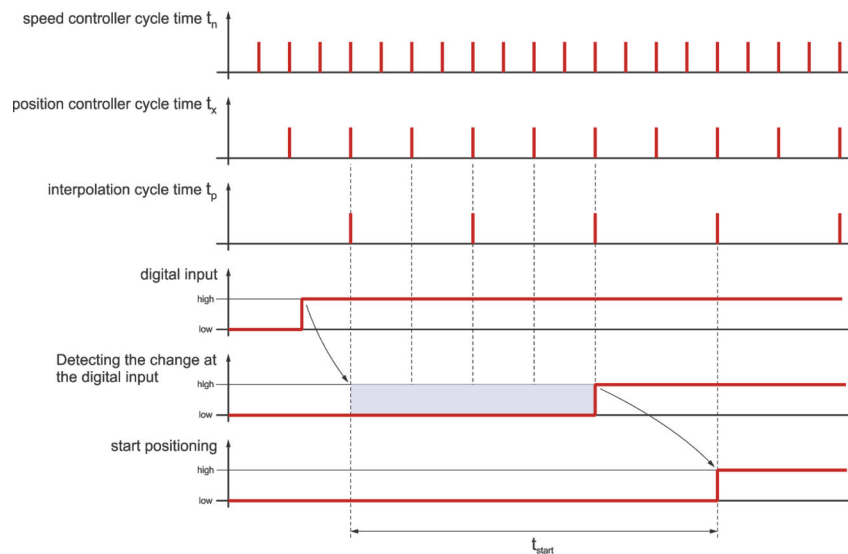 speed controller cycle time tn
position controller cycle time tx
interpolation cycle time tp
digital input
high
low
Detecting the change at
the digital input
high
low
start positioning
high
low
tstart